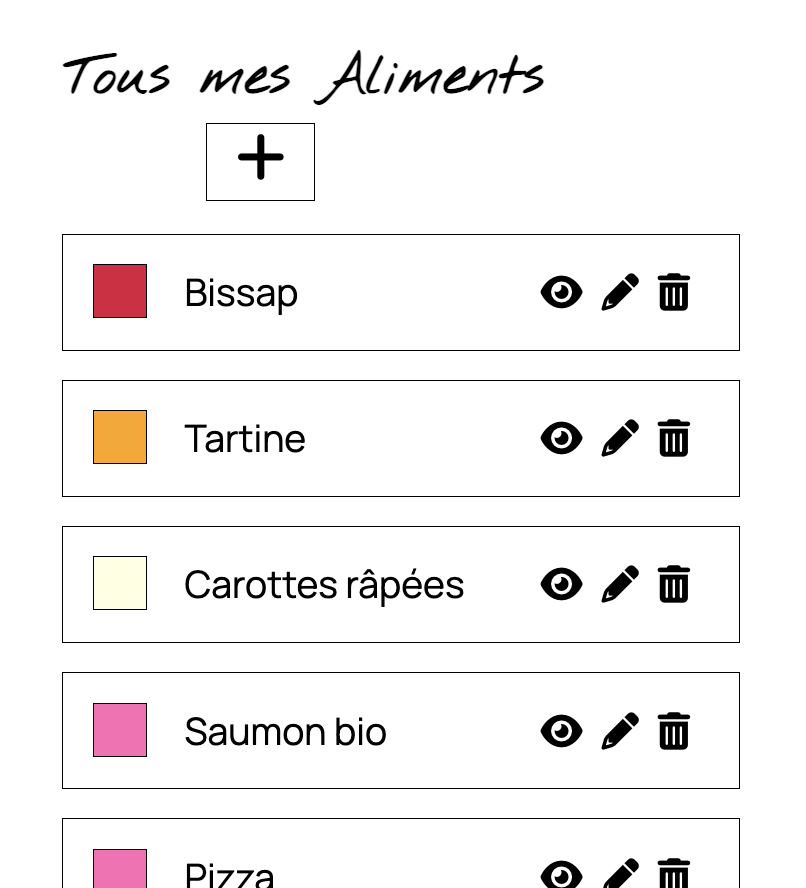 Tous mes Aliments
Bissap
Tartine
Carottes râpées
Saumon bio
Pizza